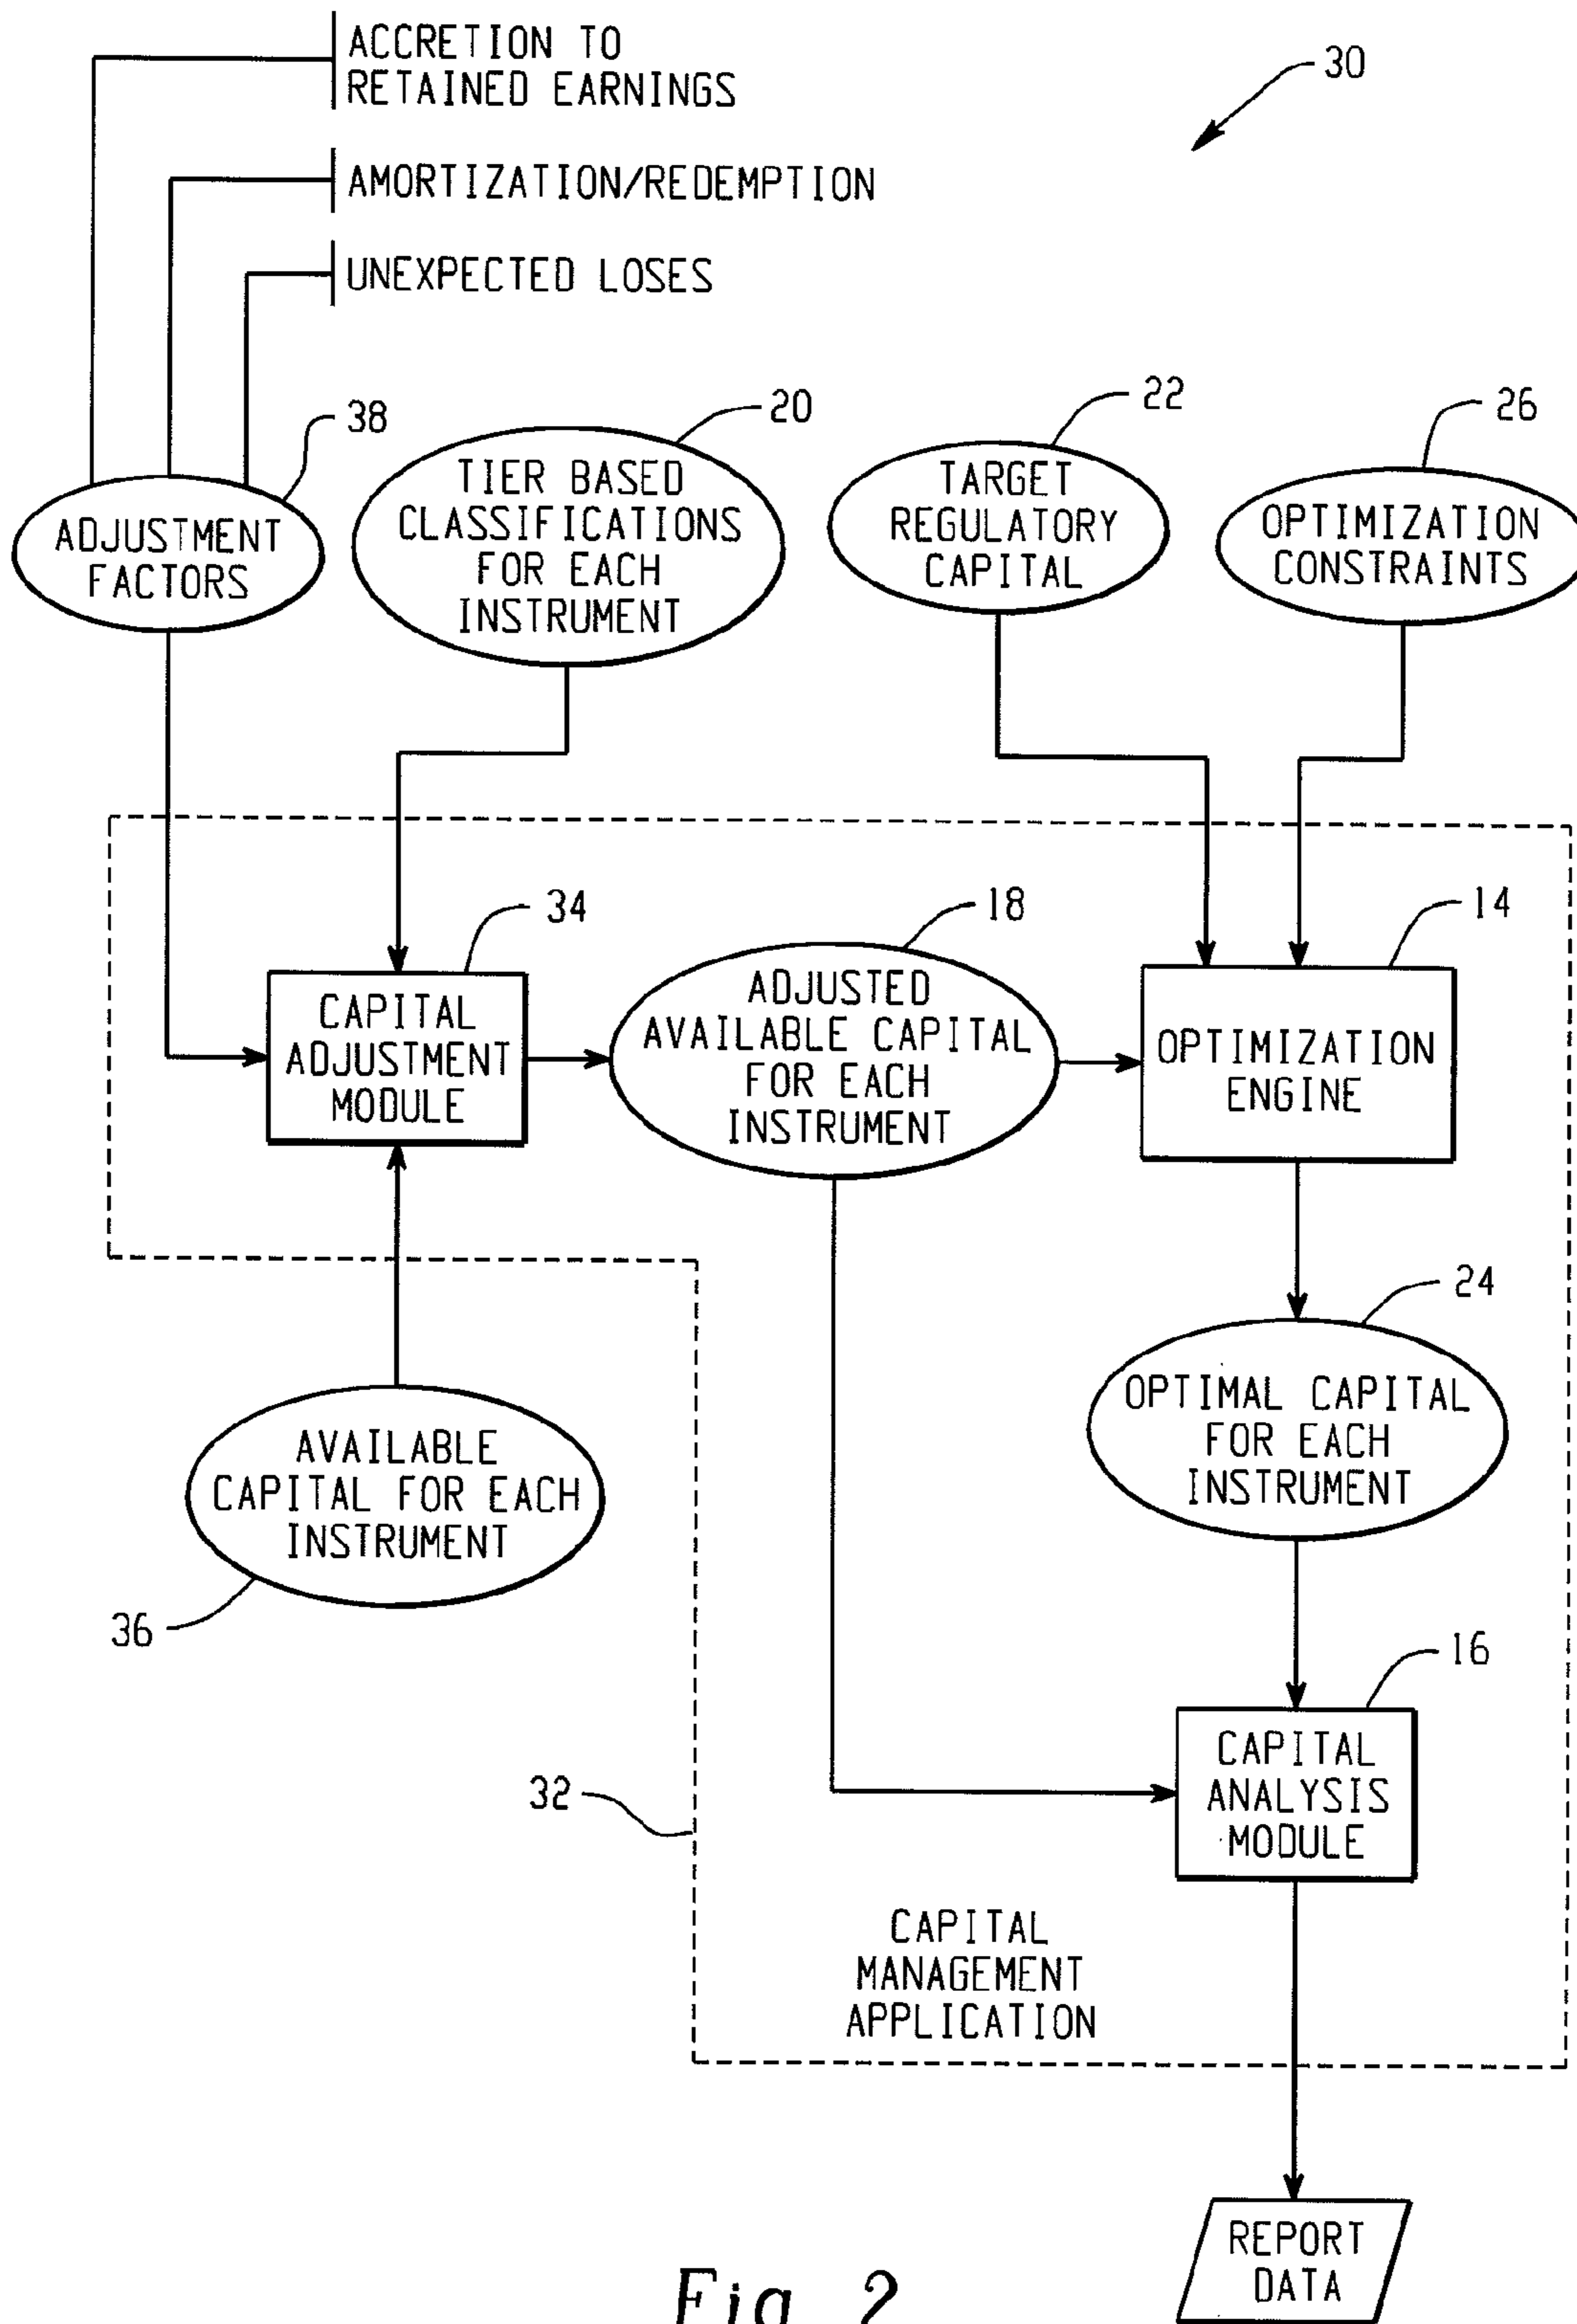 ACCRETION TO
RETAINED EARNINGS
30
AMORTIZATION/REDEMPTION
UNEXPECTED LOSES
38
20
22
26
ADJUSTMENT
FACTORS
TIER BASED
CLASSIFICATIONS
FOR EACH
INSTRUMENT
TARGET
REGULATORY
CAPITAL
OPTIMIZATION
CONSTRAINTS
34
18
14
CAPITAL
ADJUSTMENT
MODULE
ADJUSTED
AVAILABLE CAPITAL
FOR EACH
INSTRUMENT
OPTIMIZATION
ENGINE
24
OPTIMAL CAPITAL
FOR EACH
INSTRUMENT
AVAILABLE
CAPITAL FOR EACH
INSTRUMENT
36
16
CAPITAL
ANALYSIS
MODULE
32
CAPITAL
MANAGEMENT
APPLICATION
REPORT
DATA
Fig. 2